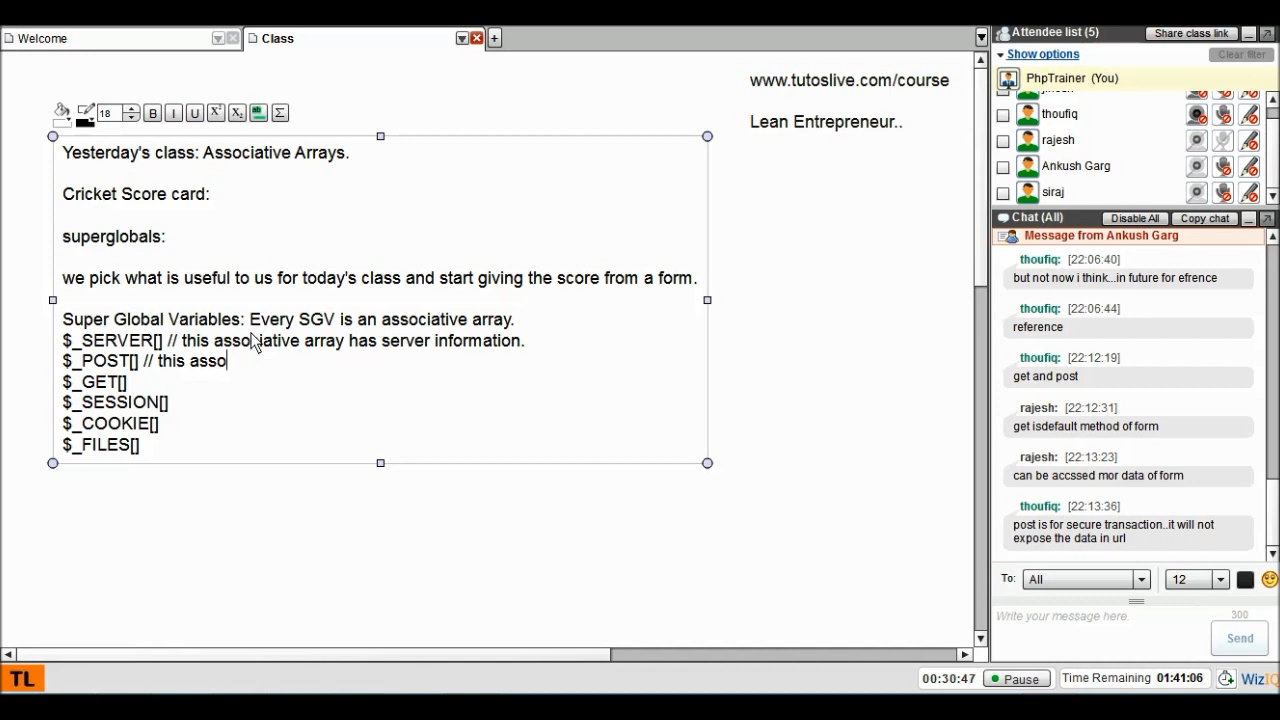 Welcome
Class
Attendee list (5)
Share class link
Show options
Clear filter
PhpTrainer (You)
thoufiq
rajesh
Ankush Garg
siraj
www.tutoslive.com/course
Lean Entrepreneur..
18
B I U X² X₂ ab Σ
Yesterday's class: Associative Arrays.
Cricket Score card:
superglobals:
we pick what is useful to us for today's class and start giving the score from a form.
Super Global Variables: Every SGV is an associative array.
$_SERVER[] // this associative array has server information.
$_POST[] // this asso
$_GET[]
$_SESSION[]
$_COOKIE[]
$_FILES[]
Chat (All)
Disable All
Copy chat
Message from Ankush Garg
thoufiq: [22:06:40]
but not now i think...in future for efrence
thoufiq: [22:06:44]
reference
thoufiq: [22:12:19]
get and post
rajesh: [22:12:31]
get isdefault method of form
rajesh: [22:13:23]
can be accssed mor data of form
thoufiq: [22:13:36]
post is for secure transaction..it will not
expose the data in url
To: All 12
Write your message here.
300
Send
TL
00:30:47
Pause
Time Remaining 01:41:06
WizIQ